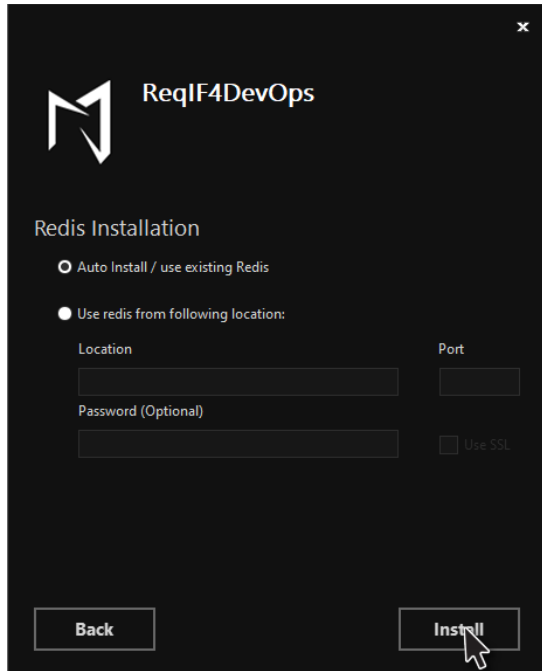 x
ReqIF4DevOps
Redis Installation
Auto Install / use existing Redis
Use redis from following location:
Location Port
Password (Optional)
Use SSL
Back Install